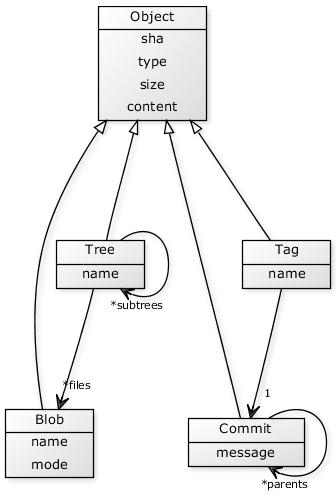 Object
sha
type
size
content
Tree
name
*subtrees
Tag
name
*files
1
Blob
name
mode
Commit
message
*parents